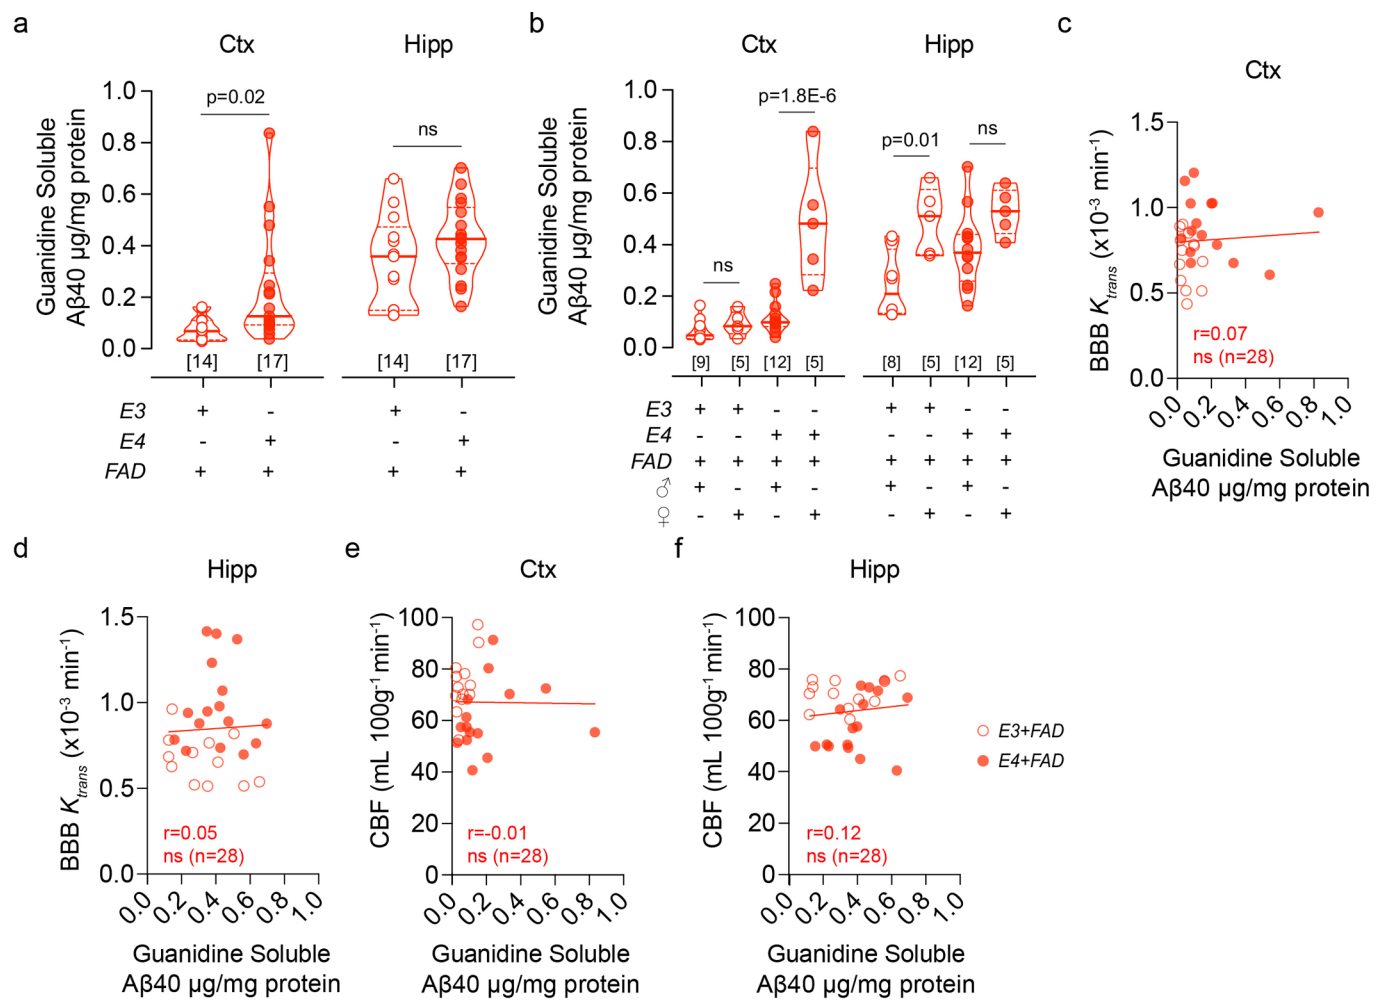 a
Ctx
Hipp
Guanidine Soluble
Aβ40 µg/mg protein
1.0
0.8
0.6
0.4
0.2
0.0
p=0.02
ns
[14]
[17]
[14]
[17]
E3 + - + -
E4 - + - +
FAD + + + +
b
Ctx
Hipp
Guanidine Soluble
Aβ40 µg/mg protein
1.0
0.8
0.6
0.4
0.2
0.0
ns
p=1.8E-6
p=0.01
ns
[9]
[5]
[12]
[5]
[8]
[5]
[12]
[5]
E3 + + - - + + - -
E4 - - + + - - + +
FAD + + + + + + + +
♂ + - + - + - + -
♀ - + - + - + - +
c
Ctx
BBB Ktrans (x10-3 min-1)
1.5
1.0
0.5
0.0
r=0.07
ns (n=28)
0.0 0.2 0.4 0.6 0.8 1.0
Guanidine Soluble
Aβ40 µg/mg protein
d
Hipp
BBB Ktrans (x10-3 min-1)
1.5
1.0
0.5
0.0
r=0.05
ns (n=28)
0.0 0.2 0.4 0.6 0.8 1.0
Guanidine Soluble
Aβ40 µg/mg protein
e
Ctx
CBF (mL 100g-1 min-1)
100
80
60
40
20
0
r=-0.01
ns (n=28)
0.0 0.2 0.4 0.6 0.8 1.0
Guanidine Soluble
Aβ40 µg/mg protein
f
Hipp
CBF (mL 100g-1 min-1)
100
80
60
40
20
0
r=0.12
ns (n=28)
0.0 0.2 0.4 0.6 0.8 1.0
Guanidine Soluble
Aβ40 µg/mg protein
E3+FAD
E4+FAD